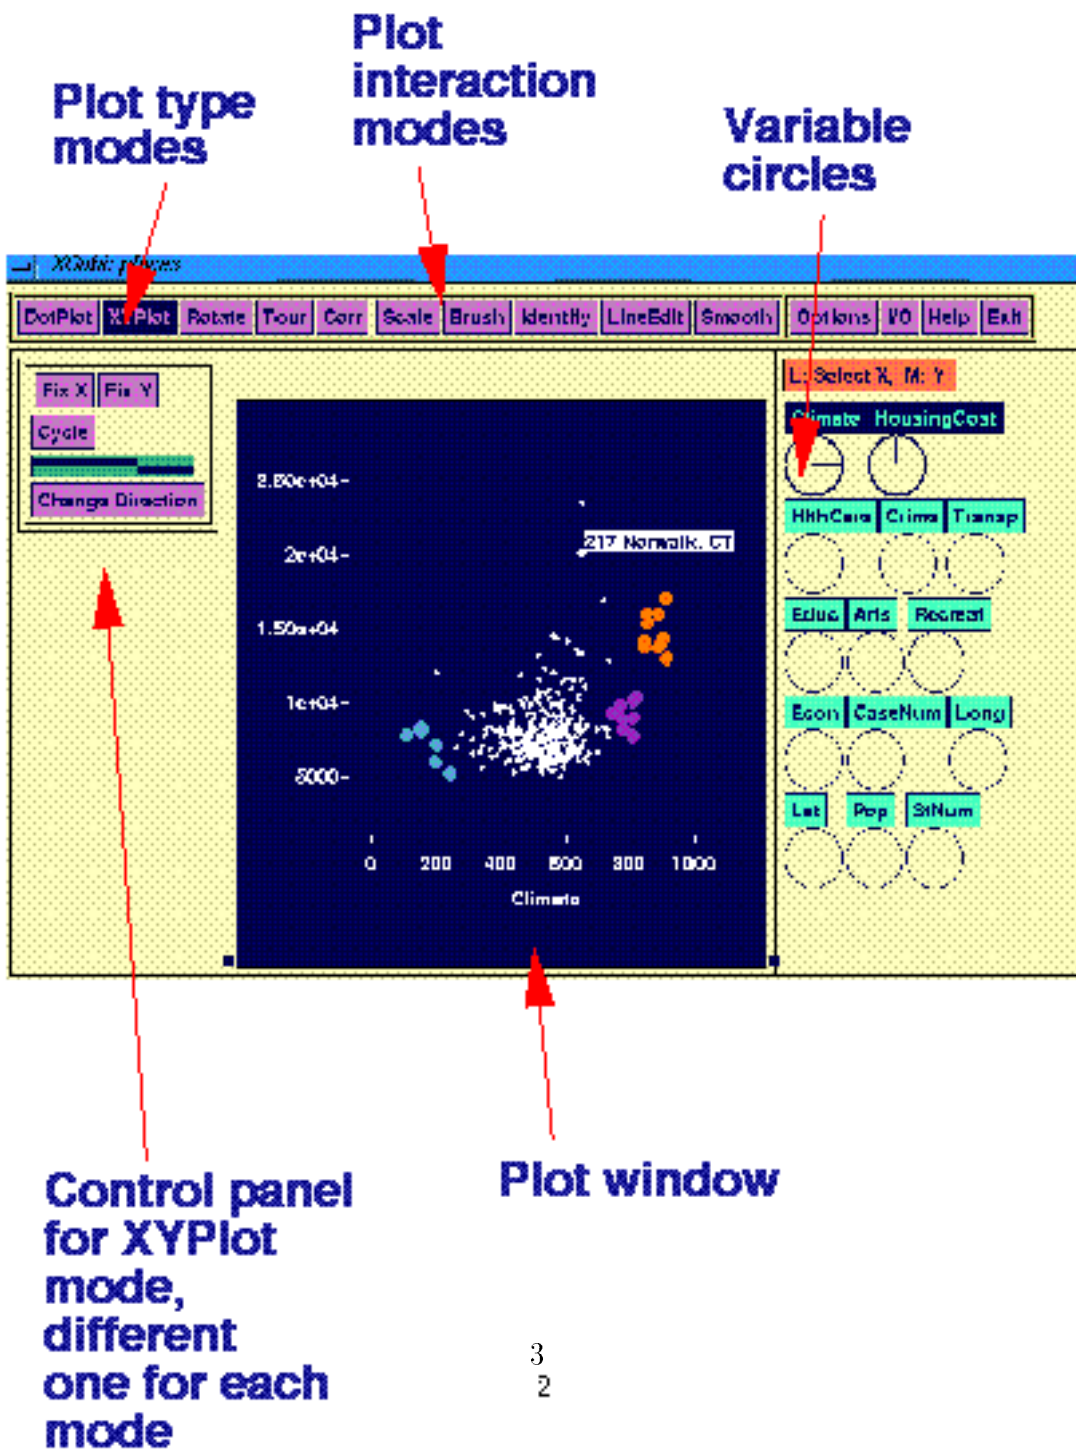 Plot
interaction
modes
Plot type
modes
Variable
circles
XGobi: places
DotPlot XYPlot Rotate Tour Corr Scale Brush Identify LineEdit Smooth Options I/O Help Exit
Fix X Fix Y
Cycle
Change Direction
L: Select X, M: Y
Climate HousingCost
HlthCare Crime Transp
Educ Arts Recreat
Econ CaseNum Long
Lat Pop StNum
2.50e+04
217 Norwalk, CT
2e+04
1.50e+04
1e+04
5000
0 200 400 600 800 1000
Climate
Plot window
Control panel
for XYPlot
mode,
different
one for each
mode
3
2